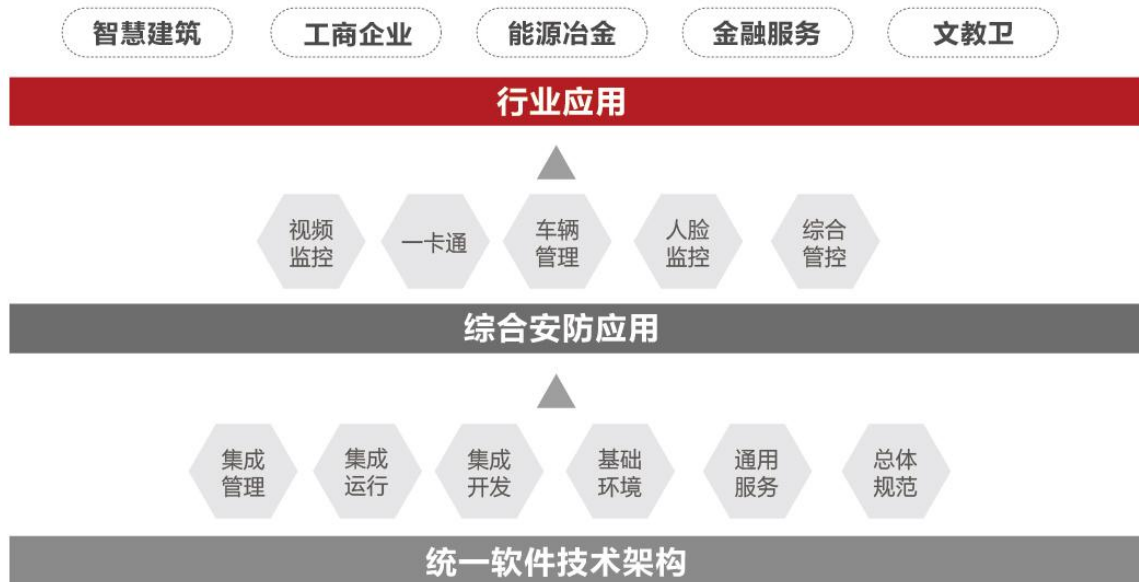 智慧建筑
工商企业
能源冶金
金融服务
文教卫
行业应用
视频
监控
一卡通
车辆
管理
人脸
监控
综合
管控
综合安防应用
集成
管理
集成
运行
集成
开发
基础
环境
通用
服务
总体
规范
统一软件技术架构